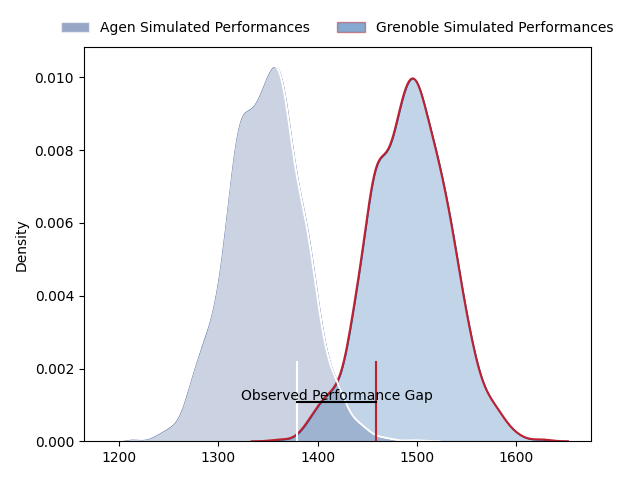 Agen Simulated Performances Grenoble Simulated Performances
0.010
0.008
0.006
0.004
0.002
0.000
Density
Observed Performance Gap
1200 1300 1400 1500 1600